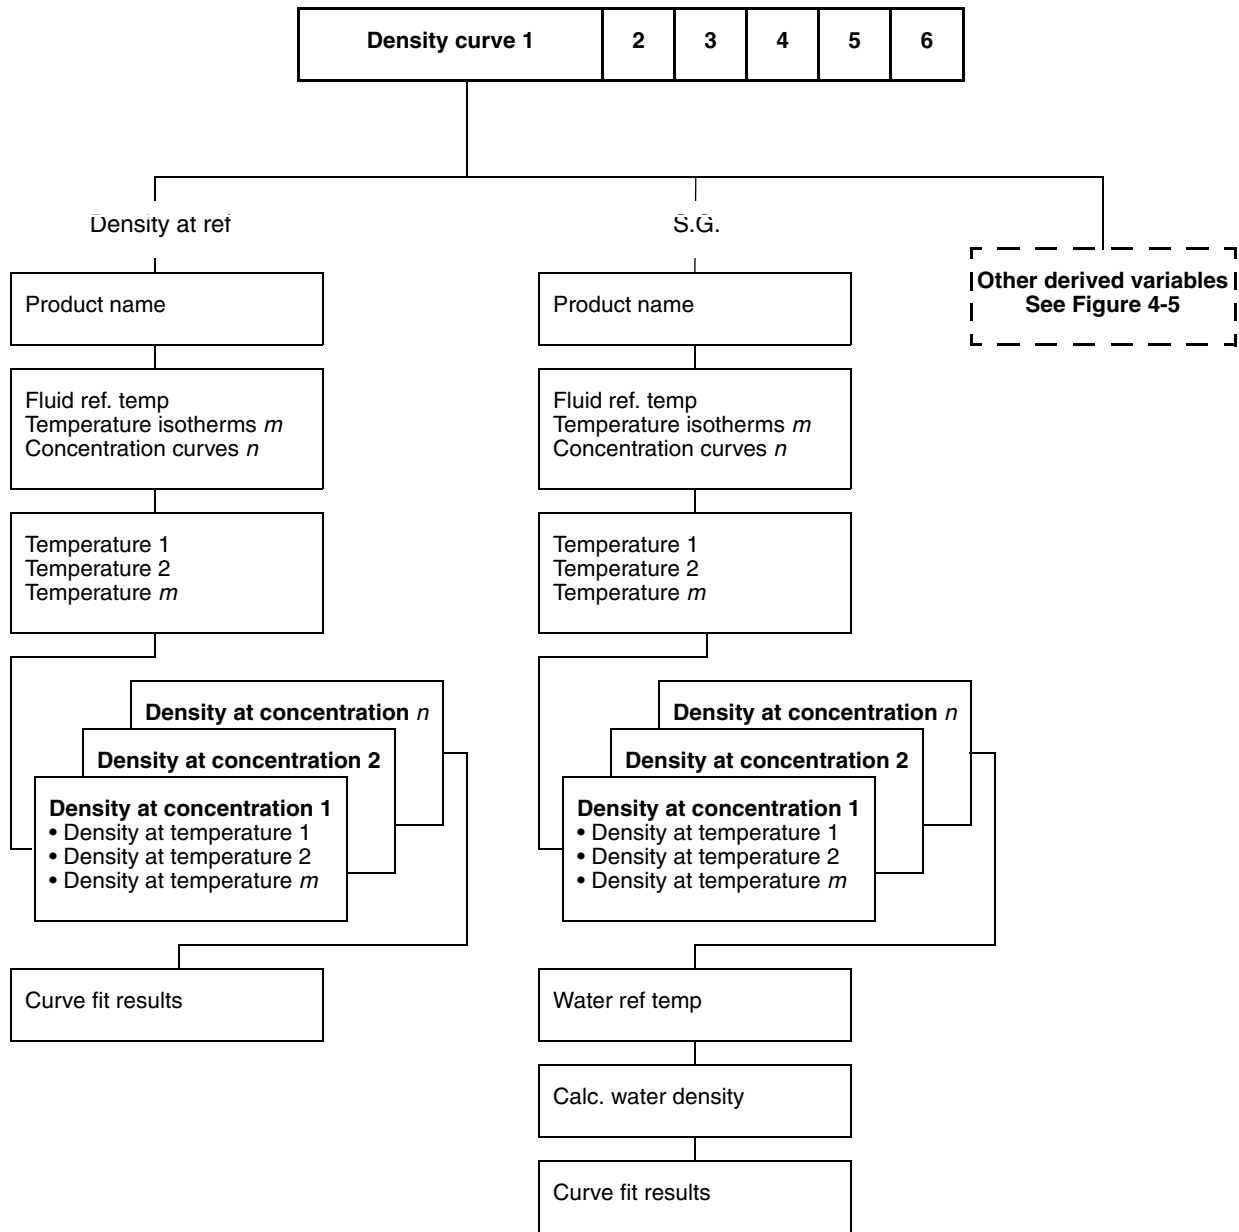 Density curve 1 2 3 4 5 6
Density at ref
S.G.
Other derived variables
See Figure 4-5
Product name
Fluid ref. temp
Temperature isotherms m
Concentration curves n
Temperature 1
Temperature 2
Temperature m
Density at concentration n
Density at concentration 2
Density at concentration 1
• Density at temperature 1
• Density at temperature 2
• Density at temperature m
Curve fit results
Product name
Fluid ref. temp
Temperature isotherms m
Concentration curves n
Temperature 1
Temperature 2
Temperature m
Density at concentration n
Density at concentration 2
Density at concentration 1
• Density at temperature 1
• Density at temperature 2
• Density at temperature m
Water ref temp
Calc. water density
Curve fit results